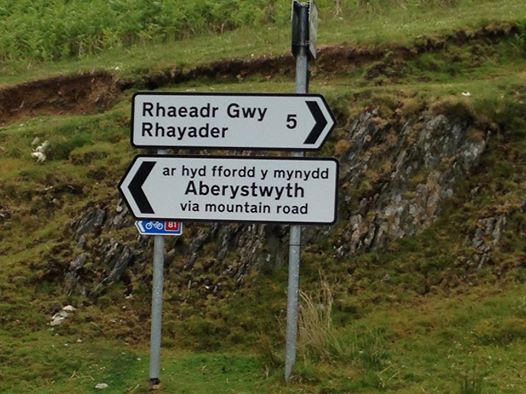 Rhaeadr Gwy
Rhayader 5
ar hyd ffordd y mynydd
Aberystwyth
via mountain road
81